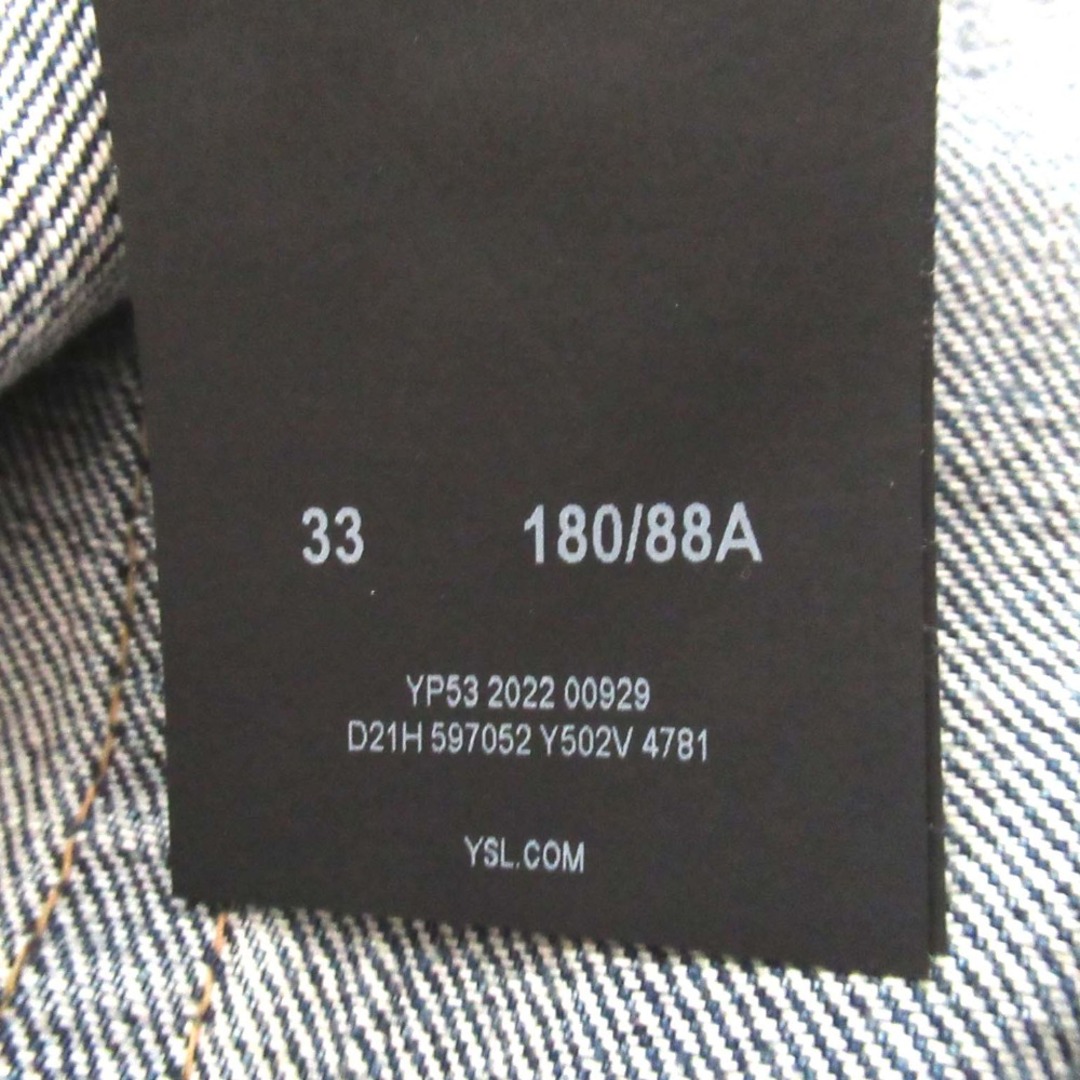 33 180/88A
YP53 2022 00929
D21H 597052 Y502V 4781
YSL.COM